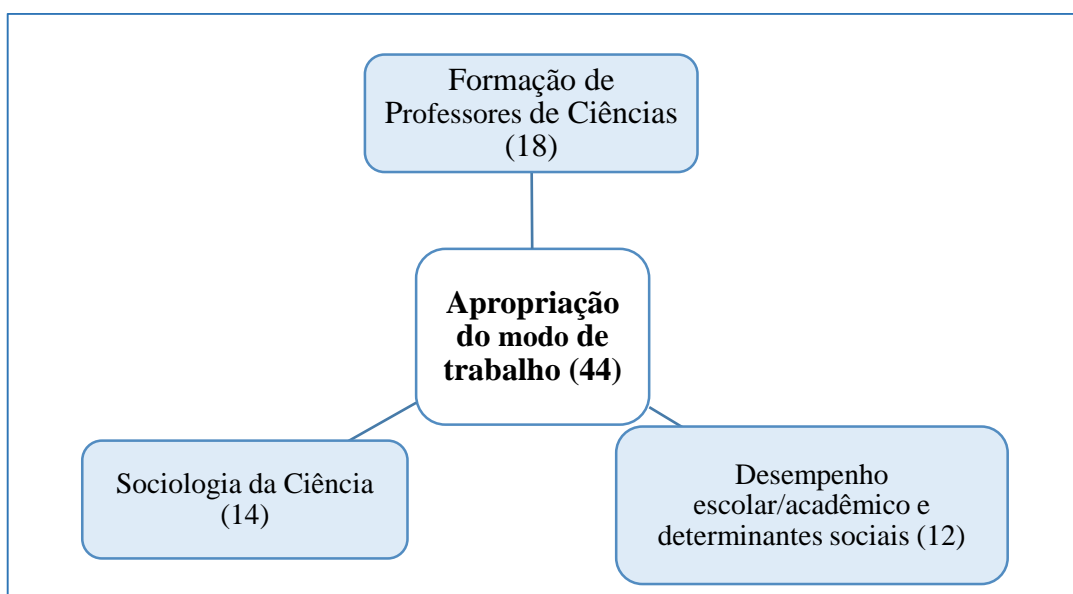 Formação de
Professores de Ciências
(18)
Apropriação
do modo de
trabalho (44)
Sociologia da Ciência
(14)
Desempenho
escolar/acadêmico e
determinantes sociais (12)